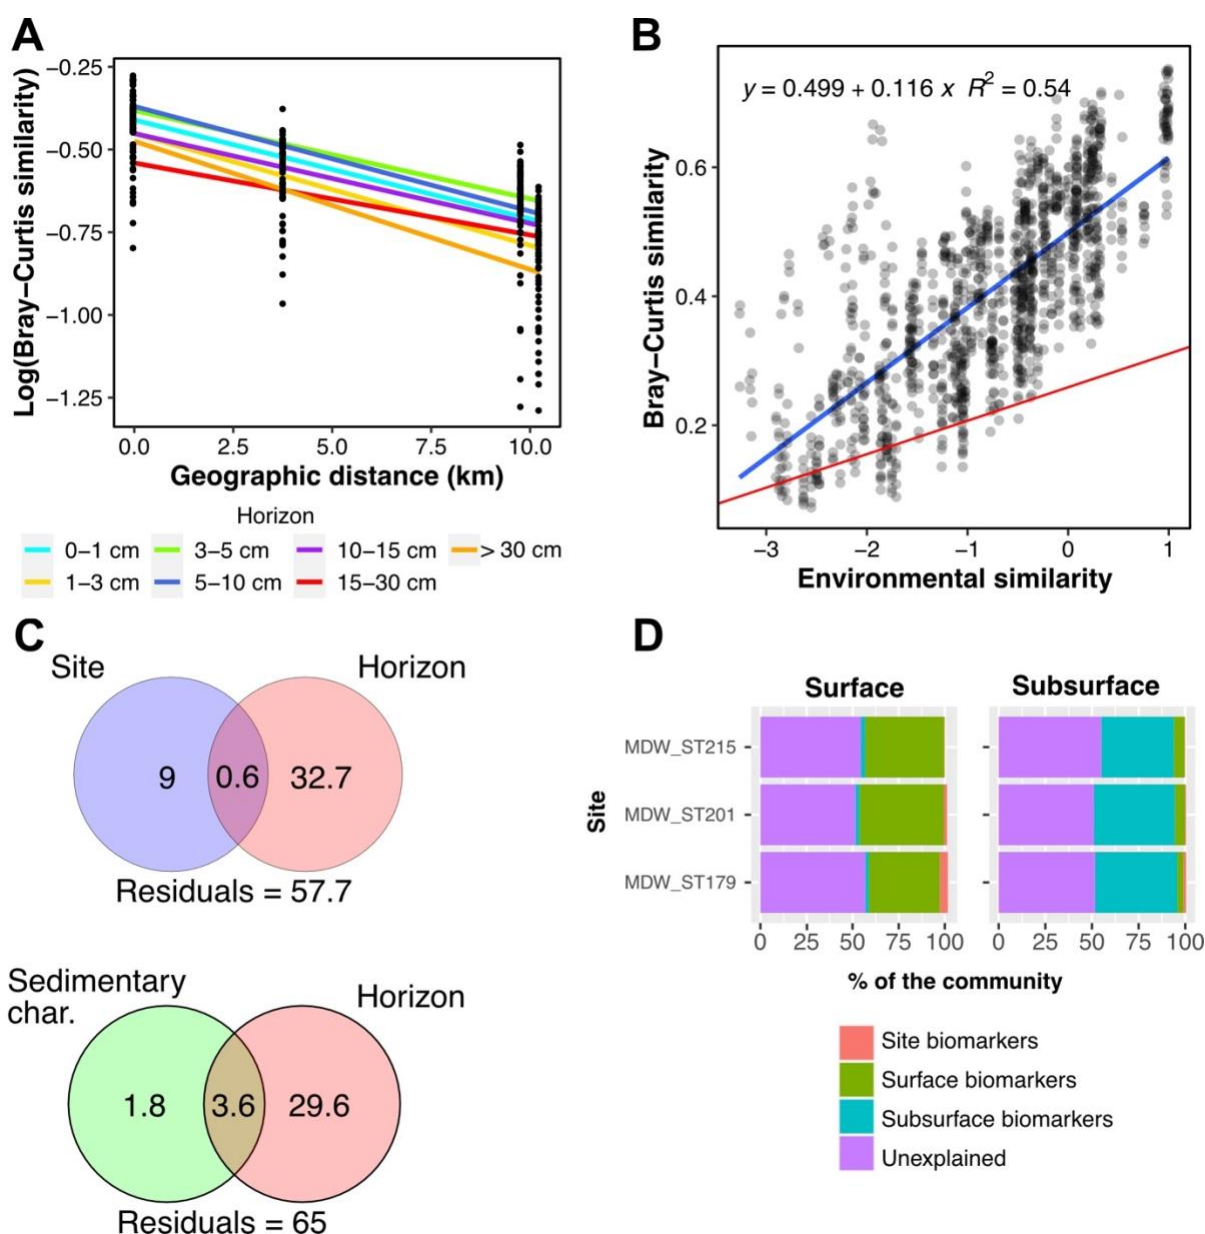 A
Log(Bray–Curtis similarity)
−0.25
−0.50
−0.75
−1.00
−1.25
0.0 2.5 5.0 7.5 10.0
Geographic distance (km)
Horizon
0−1 cm 3−5 cm 10−15 cm > 30 cm
1−3 cm 5−10 cm 15−30 cm
B
y = 0.499 + 0.116 x R² = 0.54
Bray–Curtis similarity
0.6
0.4
0.2
−3 −2 −1 0 1
Environmental similarity
C
Site Horizon
9 0.6 32.7
Residuals = 57.7
Sedimentary
char.
Horizon
1.8 3.6 29.6
Residuals = 65
D
Surface Subsurface
Site
MDW_ST215
MDW_ST201
MDW_ST179
0 25 50 75 100 0 25 50 75 100
% of the community
Site biomarkers
Surface biomarkers
Subsurface biomarkers
Unexplained